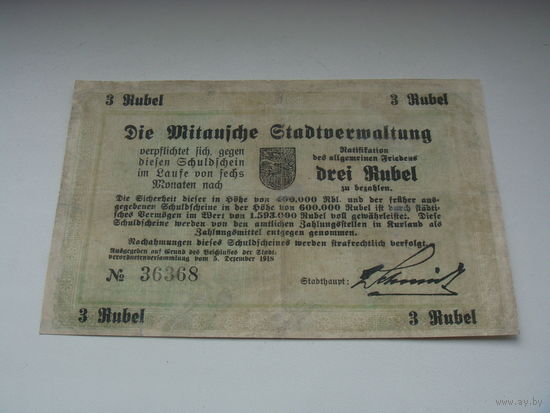 3 Rubel 3 Rubel
Die Mitausche Stadtverwaltung
verpflichtet sich, gegen
diesen Schuldschein
im Laufe von sechs
Monaten nach
Ratifikation
des allgemeinen Friedens
drei Rubel
zu bezahlen.
Die Sicherheit dieser in Höhe von 400.000 Rbl. und der früher aus-
gegebenen Schuldscheine in der Höhe von 600.000 Rubel ist durch städti-
sches Vermögen im Wert von 1.593.000 Rubel voll gewährleistet. Diese
Schuldscheine werden von den amtlichen Zahlungsstellen in Kurland als
Zahlungsmittel entgegen genommen.
Nachahmungen dieses Schuldscheines werden strafrechtlich verfolgt.
Ausgegeben auf Grund des Beschlusses der Stadt-
verordnetenversammlung vom 5. Dezember 1918
№ 36368
Stadthaupt:
3 Rubel 3 Rubel
www.ay.by